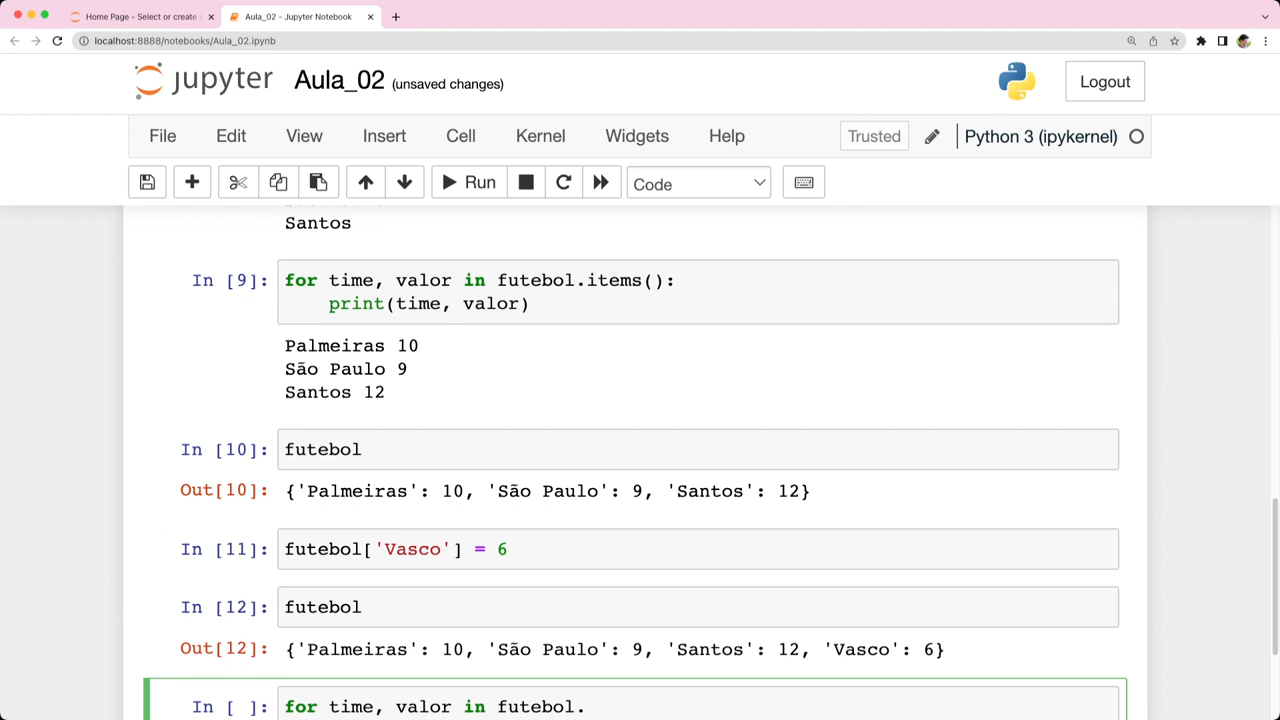 Home Page - Select or create a
Aula_02 - Jupyter Notebook
localhost:8888/notebooks/Aula_02.ipynb
jupyter Aula_02 (unsaved changes)
Logout
File Edit View Insert Cell Kernel Widgets Help
Trusted
Python 3 (ipykernel)
Run
Code
Santos
In [9]: for time, valor in futebol.items():
print(time, valor)
Palmeiras 10
São Paulo 9
Santos 12
In [10]: futebol
Out[10]: {'Palmeiras': 10, 'São Paulo': 9, 'Santos': 12}
In [11]: futebol['Vasco'] = 6
In [12]: futebol
Out[12]: {'Palmeiras': 10, 'São Paulo': 9, 'Santos': 12, 'Vasco': 6}
In [ ]: for time, valor in futebol.